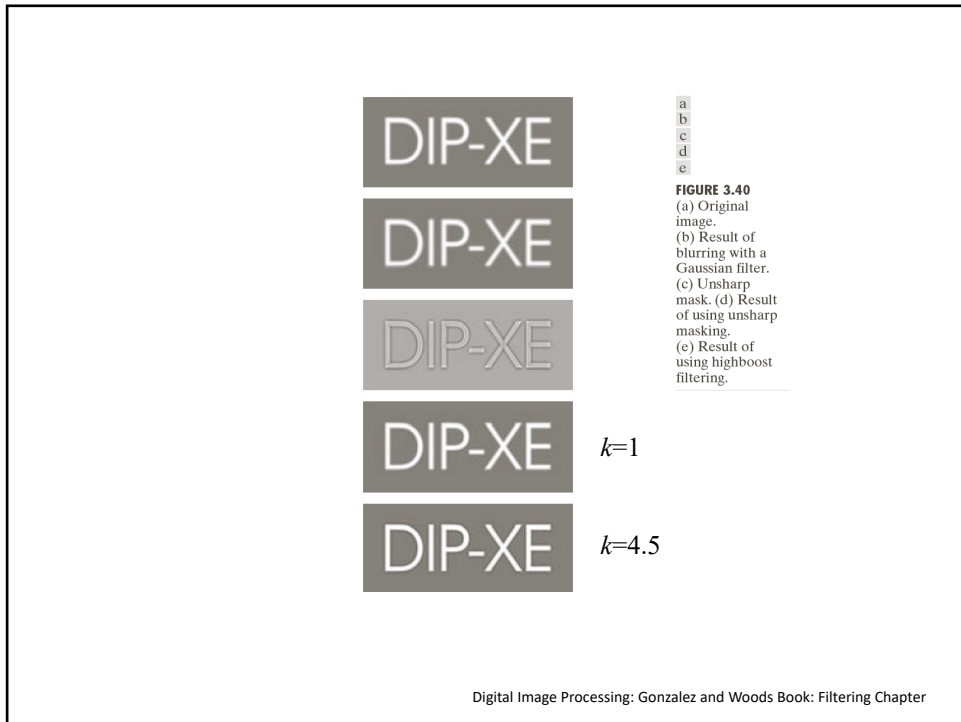 DIP-XE
DIP-XE
DIP-XE
DIP-XE
k=1
DIP-XE
k=4.5
a
b
c
d
e
FIGURE 3.40
(a) Original
image.
(b) Result of
blurring with a
Gaussian filter.
(c) Unsharp
mask. (d) Result
of using unsharp
masking.
(e) Result of
using highboost
filtering.
Digital Image Processing: Gonzalez and Woods Book: Filtering Chapter